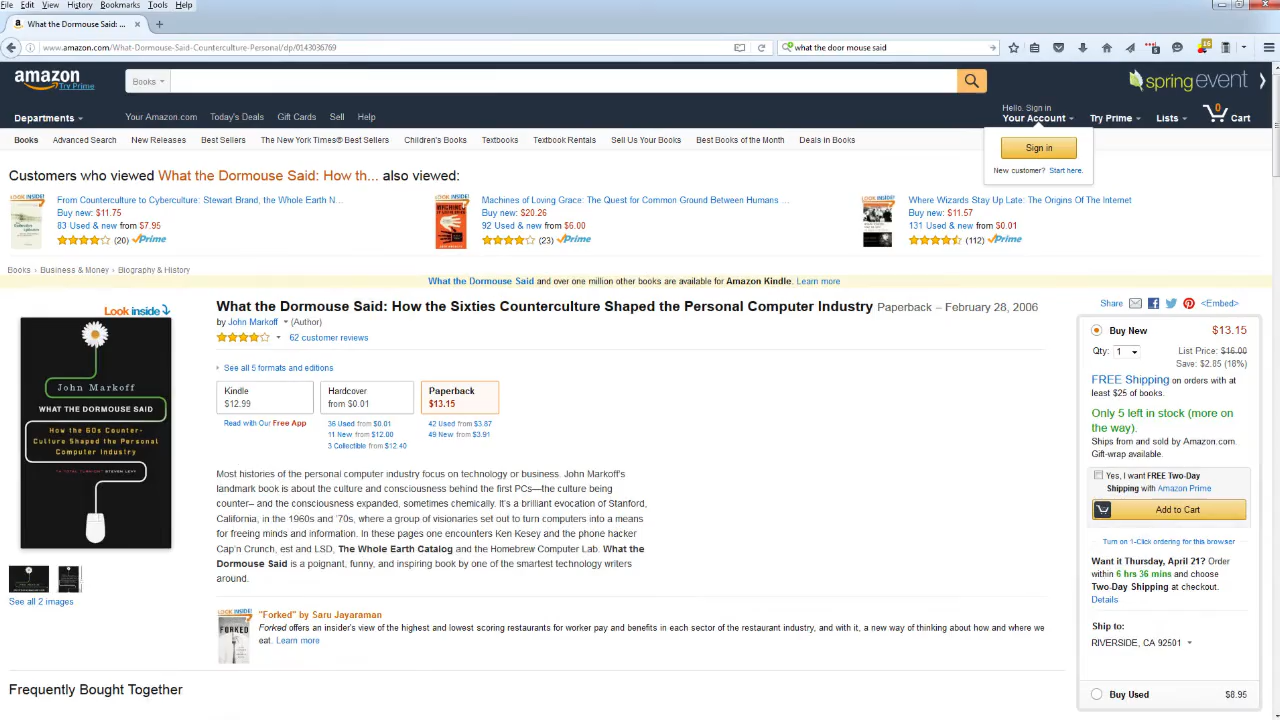 File Edit View History Bookmarks Tools Help
What the Dormouse Said: ...
www.amazon.com/What-Dormouse-Said-Counterculture-Personal/dp/0143036769
what the door mouse said
amazon
Try Prime
Books
spring event
Departments
Your Amazon.com Today's Deals Gift Cards Sell Help
Hello. Sign in
Your Account Try Prime Lists 0 Cart
Books Advanced Search New Releases Best Sellers The New York Times® Best Sellers Children's Books Textbooks Textbook Rentals Sell Us Your Books Best Books of the Month Deals in Books
Sign in
New customer? Start here.
Customers who viewed What the Dormouse Said: How th... also viewed:
LOOK INSIDE!
From Counterculture to Cyberculture: Stewart Brand, the Whole Earth N...
Buy new: $11.75
83 Used & new from $7.95
(20) Prime
LOOK INSIDE!
Machines of Loving Grace: The Quest for Common Ground Between Humans ...
Buy new: $20.26
92 Used & new from $6.00
(23) Prime
LOOK INSIDE!
Where Wizards Stay Up Late: The Origins Of The Internet
Buy new: $11.57
131 Used & new from $0.01
(112) Prime
Books › Business & Money › Biography & History
What the Dormouse Said and over one million other books are available for Amazon Kindle. Learn more
Look inside
John Markoff
WHAT THE DORMOUSE SAID
How the 60s Counter-
Culture Shaped the Personal
Computer Industry
"A TOTAL TURNOUT" STEVEN LEVY
See all 2 images
What the Dormouse Said: How the Sixties Counterculture Shaped the Personal Computer Industry Paperback – February 28, 2006
by John Markoff (Author)
62 customer reviews
See all 5 formats and editions
Kindle
$12.99
Read with Our Free App
Hardcover
from $0.01
36 Used from $0.01
11 New from $12.00
3 Collectible from $12.40
Paperback
$13.15
42 Used from $3.87
49 New from $3.91
Most histories of the personal computer industry focus on technology or business. John Markoff's
landmark book is about the culture and consciousness behind the first PCs—the culture being
counter– and the consciousness expanded, sometimes chemically. It's a brilliant evocation of Stanford,
California, in the 1960s and '70s, where a group of visionaries set out to turn computers into a means
for freeing minds and information. In these pages one encounters Ken Kesey and the phone hacker
Cap'n Crunch, est and LSD, The Whole Earth Catalog and the Homebrew Computer Lab. What the
Dormouse Said is a poignant, funny, and inspiring book by one of the smartest technology writers
around.
LOOK INSIDE!
FORKED
"Forked" by Saru Jayaraman
Forked offers an insider's view of the highest and lowest scoring restaurants for worker pay and benefits in each sector of the restaurant industry, and with it, a new way of thinking about how and where we
eat. Learn more
Frequently Bought Together
Share <Embed>
Buy New $13.15
Qty: 1 List Price: $16.00
Save: $2.85 (18%)
FREE Shipping on orders with at
least $25 of books.
Only 5 left in stock (more on
the way).
Ships from and sold by Amazon.com.
Gift-wrap available.
Yes, I want FREE Two-Day
Shipping with Amazon Prime
Add to Cart
Turn on 1-Click ordering for this browser
Want it Thursday, April 21? Order
within 6 hrs 36 mins and choose
Two-Day Shipping at checkout.
Details
Ship to:
RIVERSIDE, CA 92501
Buy Used $8.95